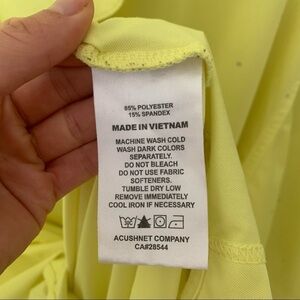 85% POLYESTER
15% SPANDEX
MADE IN VIETNAM
MACHINE WASH COLD
WASH DARK COLORS
SEPARATELY.
DO NOT BLEACH
DO NOT USE FABRIC
SOFTENERS.
TUMBLE DRY LOW
REMOVE IMMEDIATELY
COOL IRON IF NECESSARY
ACUSHNET COMPANY
CA#28544